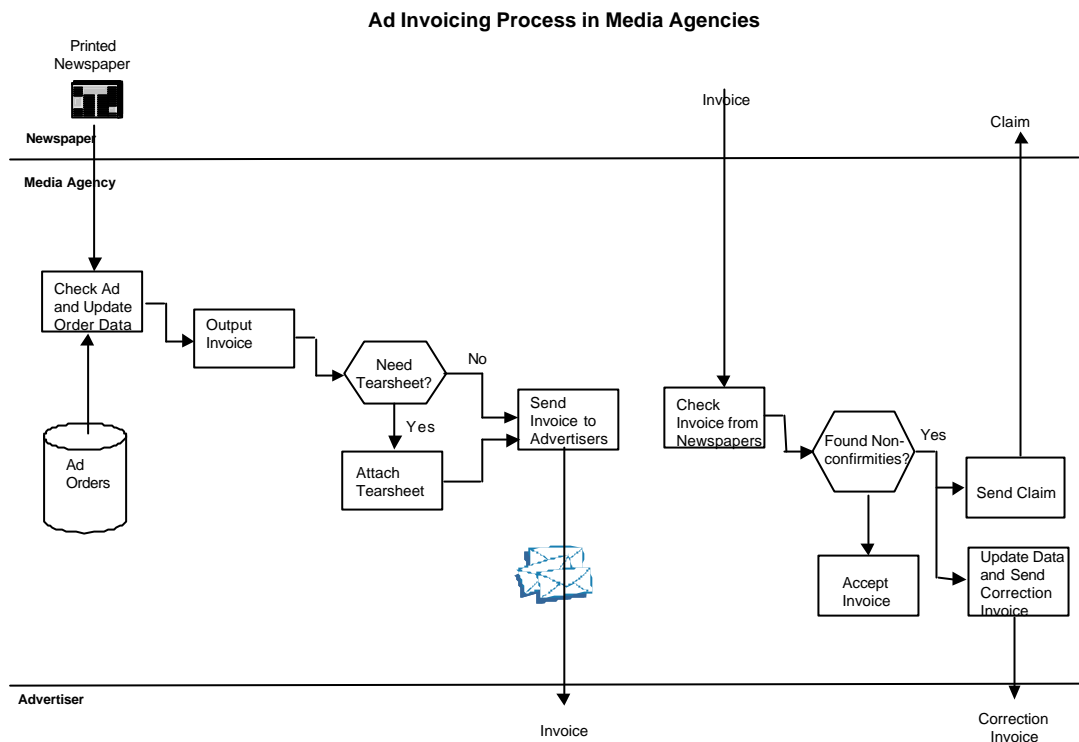 Ad Invoicing Process in Media Agencies
Printed
Newspaper
Invoice
Claim
Newspaper
Media Agency
Check Ad
and Update
Order Data
Output
Invoice
Need
Tearsheet?
No
Yes
Attach
Tearsheet
Send
Invoice to
Advertisers
Ad
Orders
Check
Invoice from
Newspapers
Found Non-
confirmities?
Yes
Send Claim
Accept
Invoice
Update Data
and Send
Correction
Invoice
Advertiser
Invoice
Correction
Invoice